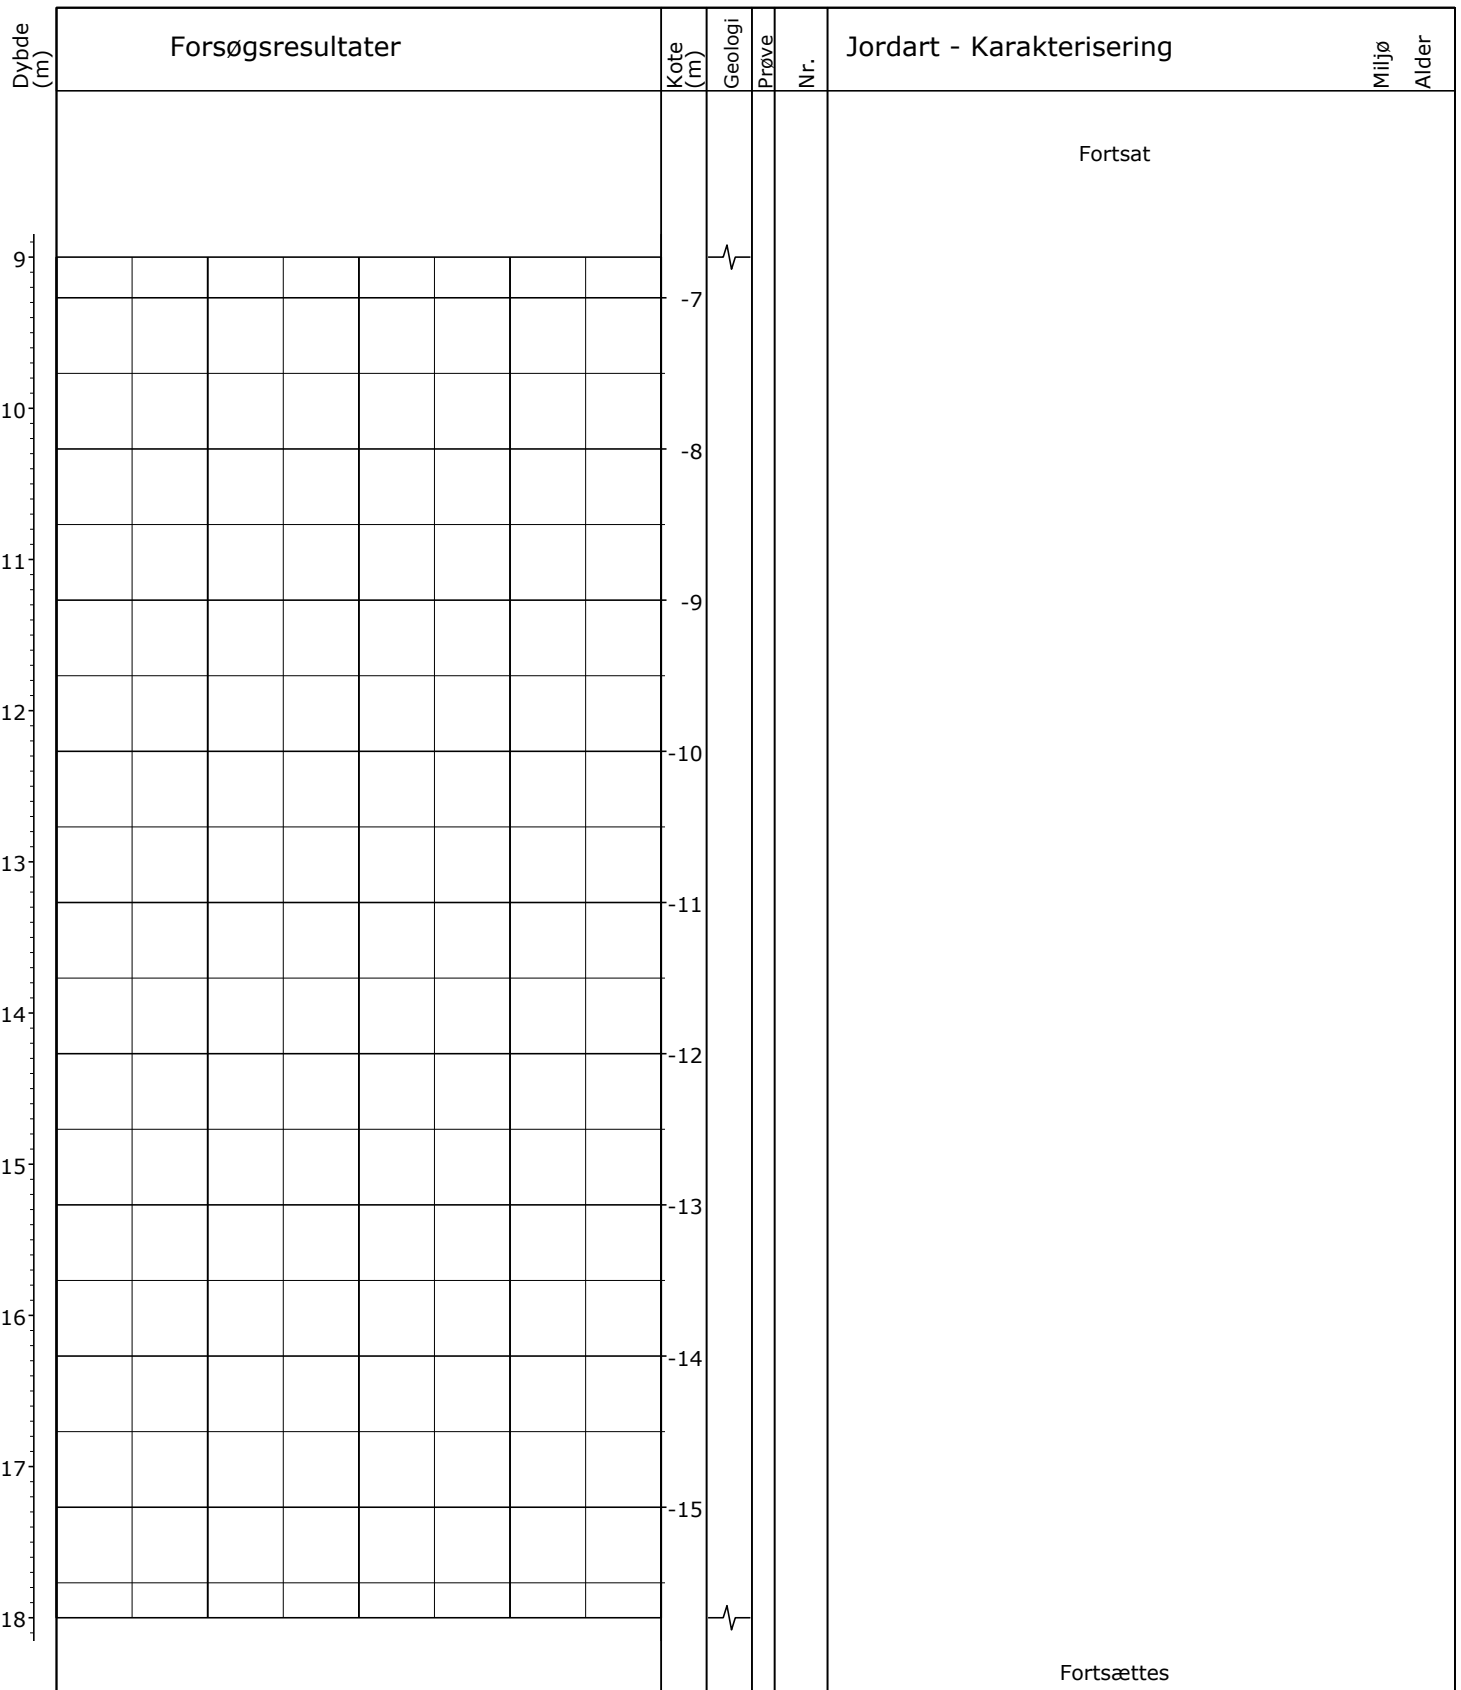 Dybde
(m)
Forsøgsresultater
Kote
(m)
Geologi
Prøve
Nr.
Jordart - Karakterisering
Miljø
Alder
Fortsat
9
-7
10
-8
11
-9
12
-10
13
-11
14
-12
15
-13
16
-14
17
-15
18
Fortsættes